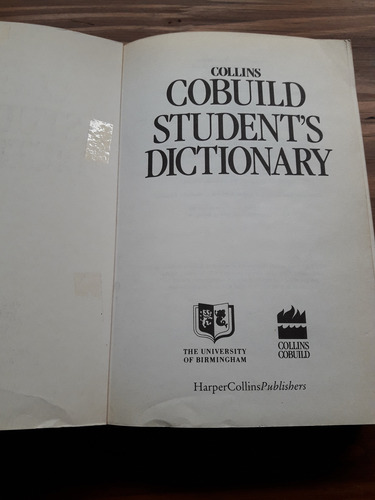 COLLINS
COBUILD
STUDENT'S
DICTIONARY
THE UNIVERSITY
OF BIRMINGHAM
COLLINS
COBUILD
HarperCollinsPublishers